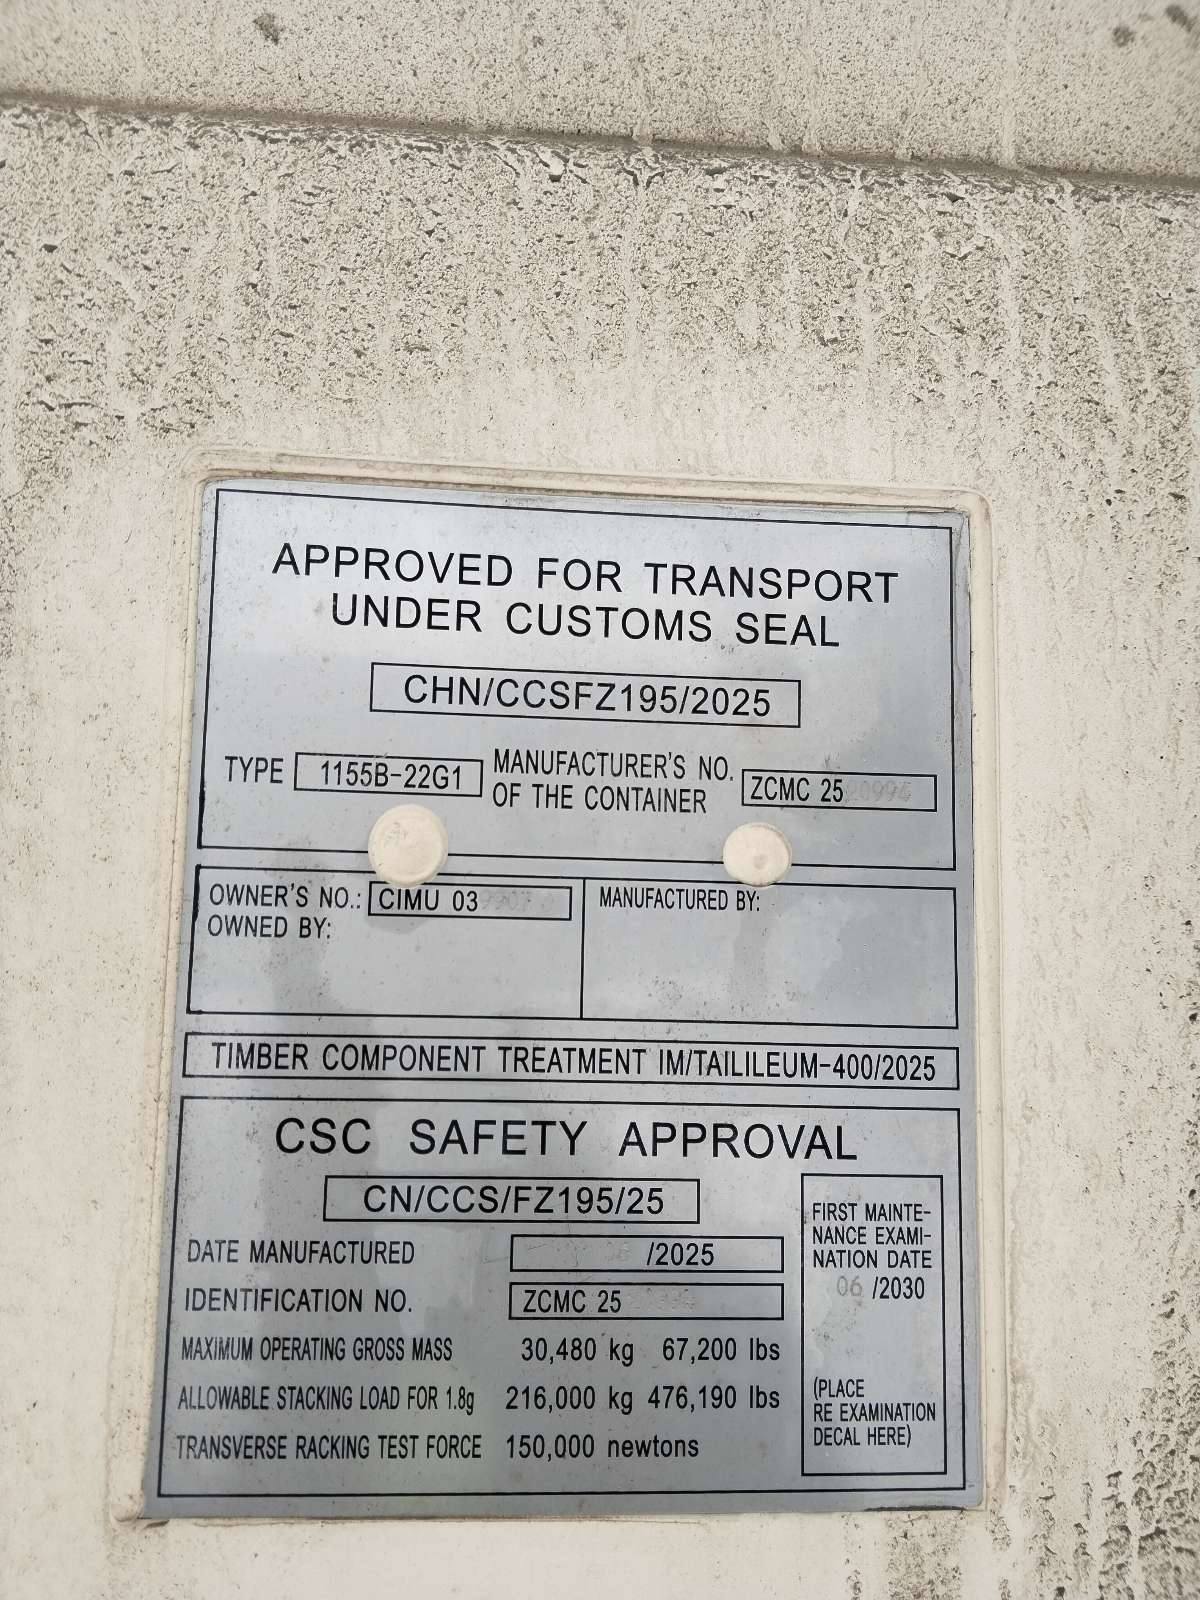 APPROVED FOR TRANSPORT
UNDER CUSTOMS SEAL
CHN/CCSFZ195/2025
TYPE 1155B-22G1 MANUFACTURER'S NO.
OF THE CONTAINER ZCMC 25
OWNER'S NO.: CIMU 03
OWNED BY:
MANUFACTURED BY:
TIMBER COMPONENT TREATMENT IM/TAILILEUM-400/2025
CSC SAFETY APPROVAL
CN/CCS/FZ195/25
DATE MANUFACTURED /2025
IDENTIFICATION NO. ZCMC 25
MAXIMUM OPERATING GROSS MASS 30,480 kg 67,200 lbs
ALLOWABLE STACKING LOAD FOR 1.8g 216,000 kg 476,190 lbs
TRANSVERSE RACKING TEST FORCE 150,000 newtons
FIRST MAINTE-
NANCE EXAMI-
NATION DATE
06 /2030
(PLACE
RE EXAMINATION
DECAL HERE)